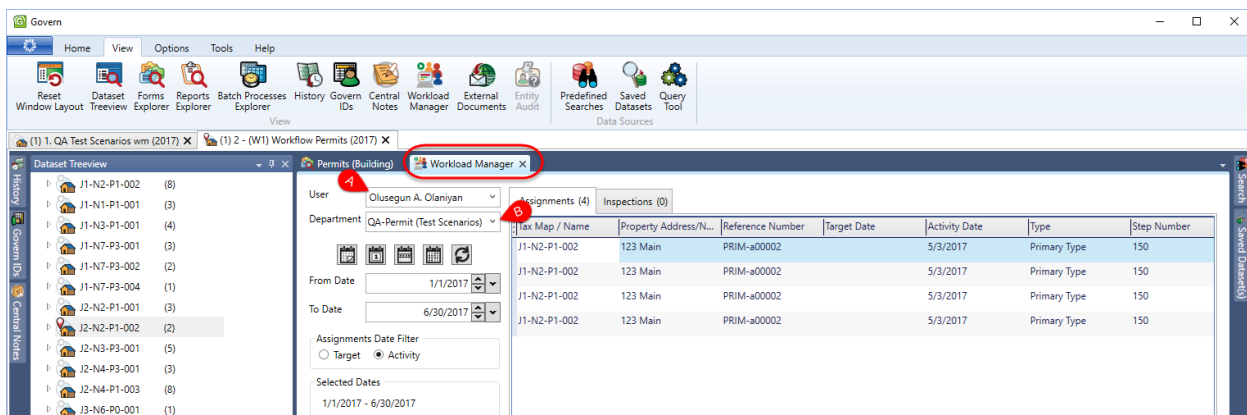 Govern
Home View Options Tools Help
Reset Window Layout
Dataset Treeview
Forms Explorer
Reports Explorer
Batch Processes Explorer
History
Govern IDs
Central Notes
Workload Manager
External Documents
Entity Audit
Predefined Searches
Saved Datasets
Query Tool
View
Data Sources
(1) 1. QA Test Scenarios wm (2017) X
(1) 2 - (W1) Workflow Permits (2017) X
History
Govern IDs
Central Notes
Dataset Treeview
J1-N2-P1-002 (8)
J1-N1-P1-001 (3)
J1-N3-P1-001 (4)
J1-N7-P3-001 (3)
J1-N7-P3-002 (2)
J1-N7-P3-004 (1)
J2-N2-P1-001 (3)
J2-N2-P1-002 (2)
J2-N3-P3-001 (5)
J2-N4-P3-001 (3)
J2-N4-P1-003 (8)
J3-N6-P0-001 (1)
Permits (Building)
Workload Manager X
A
User Olusegun A. Olaniyan
B
Department QA-Permit (Test Scenarios)
From Date 1/1/2017
To Date 6/30/2017
Assignments Date Filter
Target Activity
Selected Dates
1/1/2017 - 6/30/2017
Assignments (4) Inspections (0)
Tax Map / Name Property Address/N... Reference Number Target Date Activity Date Type Step Number
J1-N2-P1-002 123 Main PRIM-a00002 5/3/2017 Primary Type 150
J1-N2-P1-002 123 Main PRIM-a00002 5/3/2017 Primary Type 150
J1-N2-P1-002 123 Main PRIM-a00002 5/3/2017 Primary Type 150
J1-N2-P1-002 123 Main PRIM-a00002 5/3/2017 Primary Type 150
Search
Saved Dataset(s)